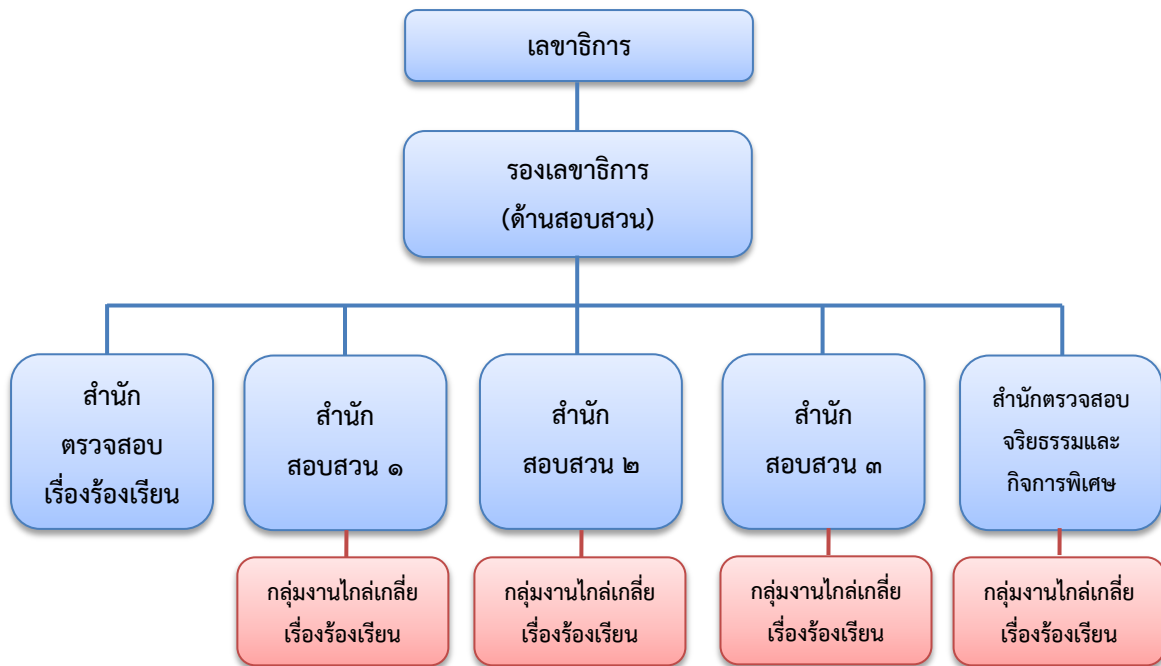 เลขาธิการ
รองเลขาธิการ
(ด้านสอบสวน)
สำนัก
ตรวจสอบ
เรื่องร้องเรียน
สำนัก
สอบสวน ๑
สำนัก
สอบสวน ๒
สำนัก
สอบสวน ๓
สำนักตรวจสอบ
จริยธรรมและ
กิจการพิเศษ
กลุ่มงานไกล่เกลี่ย
เรื่องร้องเรียน
กลุ่มงานไกล่เกลี่ย
เรื่องร้องเรียน
กลุ่มงานไกล่เกลี่ย
เรื่องร้องเรียน
กลุ่มงานไกล่เกลี่ย
เรื่องร้องเรียน